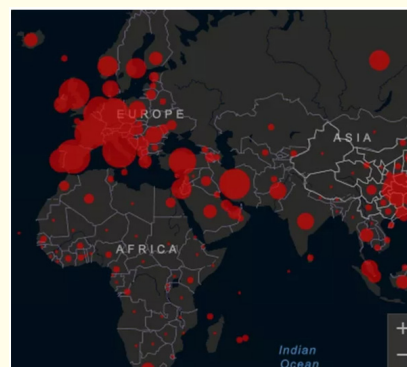 EUROPE
ASIA
AFRICA
Indian
Ocean
+
−